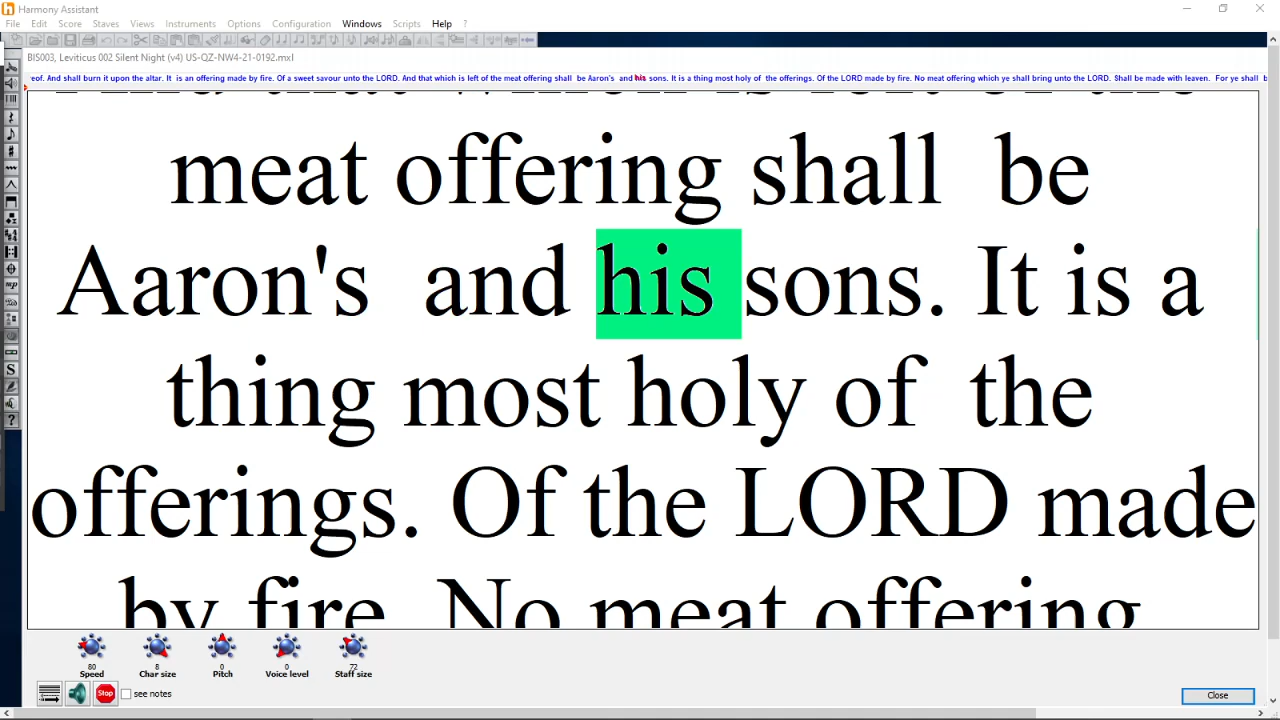 Harmony Assistant
File Edit Score Staves Views Instruments Options Configuration Windows Scripts Help ?
BIS003, Leviticus 002 Silent Night (v4) US-QZ-NW4-21-0192.mxl
eof. And shall burn it upon the altar. It is an offering made by fire. Of a sweet savour unto the LORD. And that which is left of the meat offering shall be Aaron's and his sons. It is a thing most holy of the offerings. Of the LORD made by fire. No meat offering which ye shall bring unto the LORD. Shall be made with leaven. For ye shall b
meat offering shall be
Aaron's and his sons. It is a
thing most holy of the
offerings. Of the LORD made
by fire. No meat offering
80 8 0 0 72
Speed Char size Pitch Voice level Staff size
Stop see notes Close